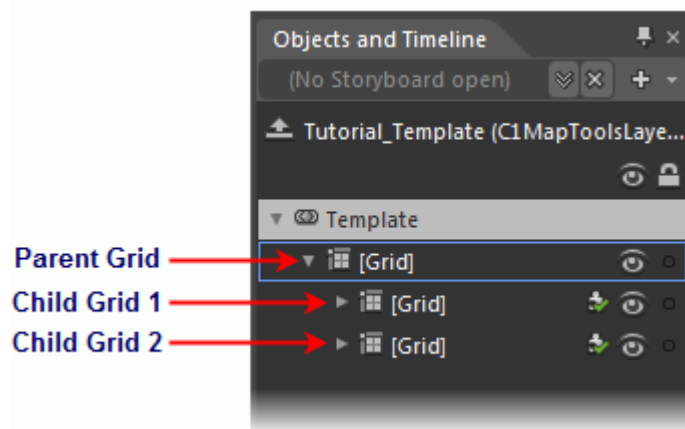 Objects and Timeline
(No Storyboard open)
Tutorial_Template (C1MapToolsLaye...
Template
Parent Grid [Grid]
Child Grid 1 [Grid]
Child Grid 2 [Grid]